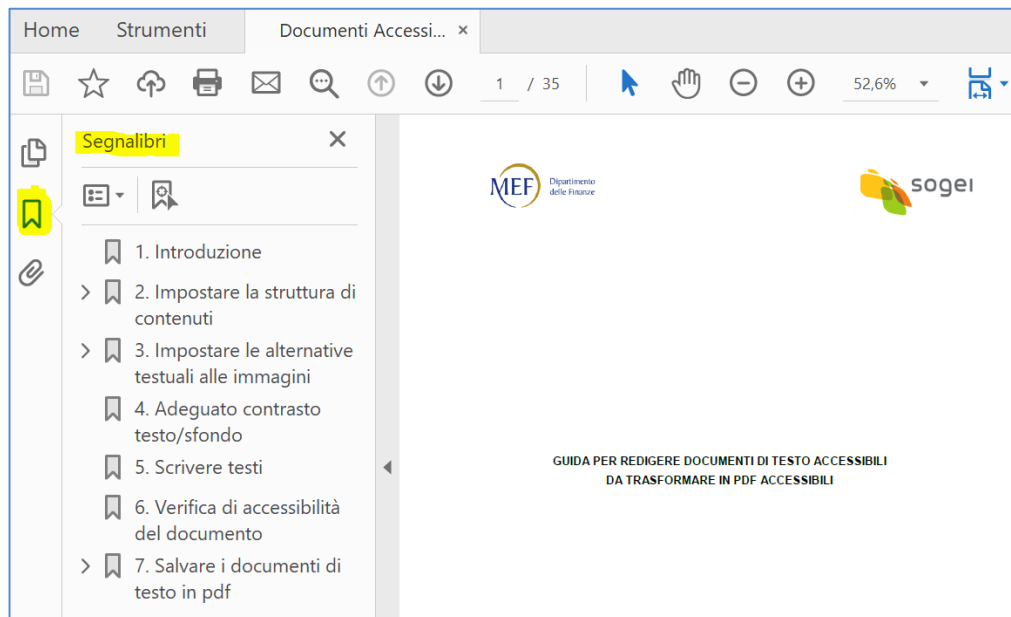 Home Strumenti Documenti Accessi... ×
1 / 35 52,6%
Segnalibri
1. Introduzione
2. Impostare la struttura di
contenuti
3. Impostare le alternative
testuali alle immagini
4. Adeguato contrasto
testo/sfondo
5. Scrivere testi
6. Verifica di accessibilità
del documento
7. Salvare i documenti di
testo in pdf
MEF Dipartimento
delle Finanze
sogei
GUIDA PER REDIGERE DOCUMENTI DI TESTO ACCESSIBILI
DA TRASFORMARE IN PDF ACCESSIBILI